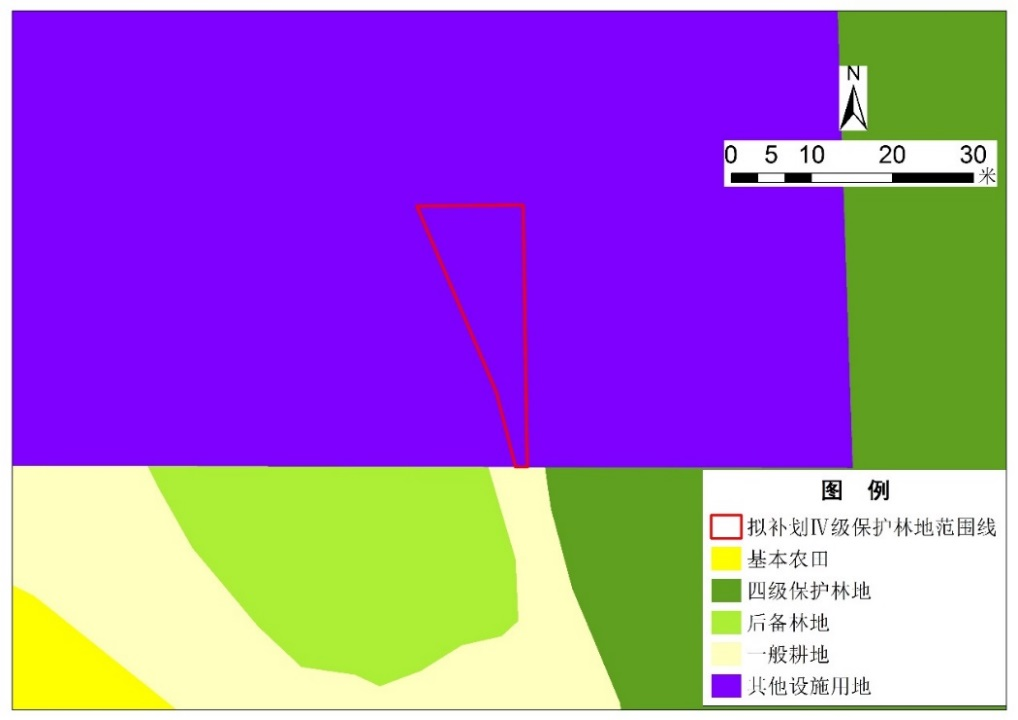 N
0 5 10 20 30
米
图 例
拟补划Ⅳ级保护林地范围线
基本农田
四级保护林地
后备林地
一般耕地
其他设施用地